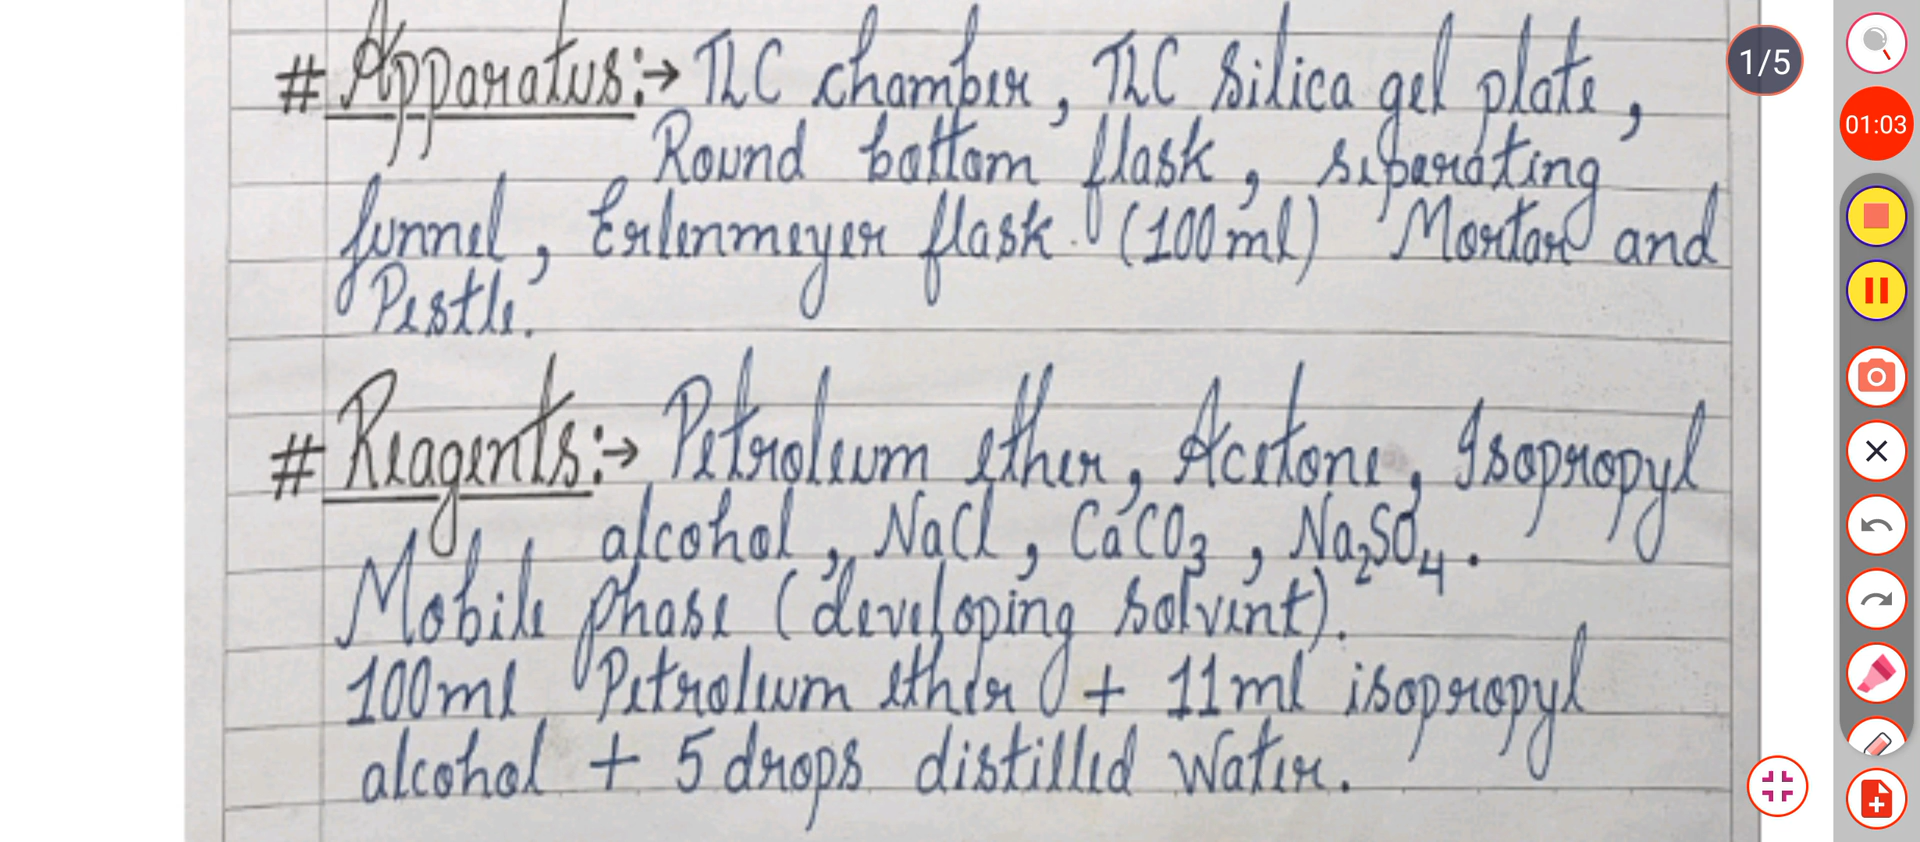 # Apparatus:→ TLC chamber, TLC Silica gel plate,
Round bottom flask, separating
funnel, Erlenmeyer flask. (100ml) Mortar and
Pestle.
# Reagents:→ Petroleum ether, Acetone, Isopropyl
alcohol, NaCl, CaCO₃, Na₂SO₄.
Mobile phase (developing solvent).
100ml Petroleum ether + 11ml isopropyl
alcohol + 5 drops distilled water.
1/5
01:03